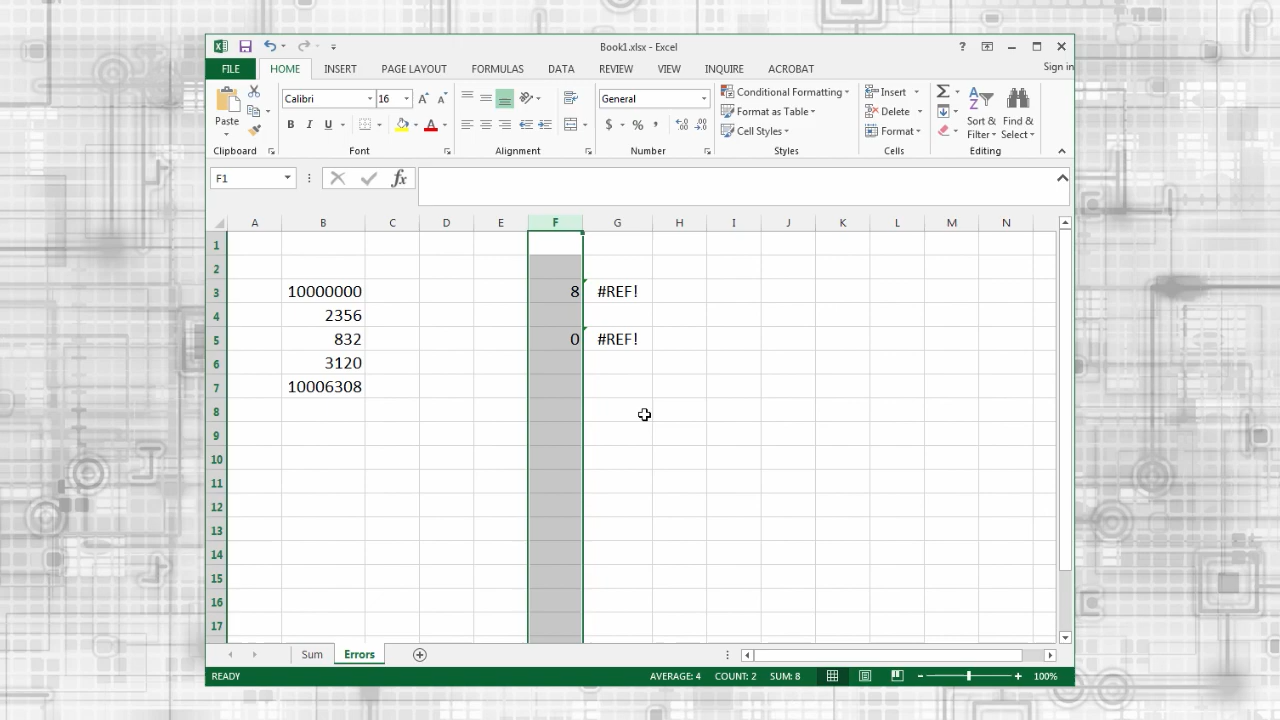 Book1.xlsx - Excel
?
FILE HOME INSERT PAGE LAYOUT FORMULAS DATA REVIEW VIEW INQUIRE ACROBAT Sign in
Calibri 16 General Conditional Formatting Insert
Format as Table Delete
Paste B I U $ % , Cell Styles Format Sort & Filter Find & Select
Clipboard Font Alignment Number Styles Cells Editing
F1 fx
A B C D E F G H I J K L M N
1
2
3 10000000 8 #REF!
4 2356
5 832 0 #REF!
6 3120
7 10006308
8
9
10
11
12
13
14
15
16
17
Sum Errors
READY AVERAGE: 4 COUNT: 2 SUM: 8 100%